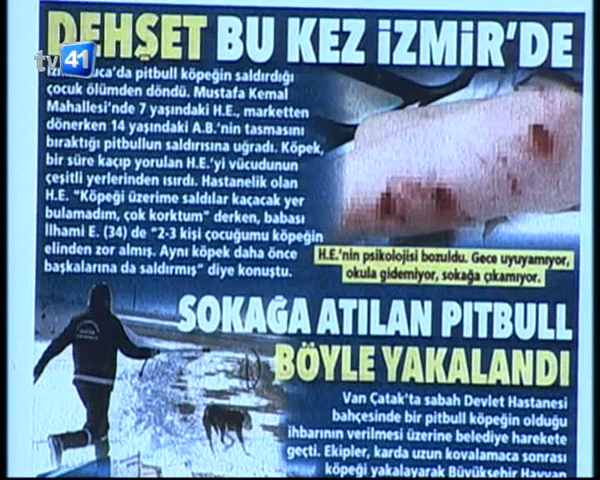 DEHŞET BU KEZ İZMİR'DE
tv 41
uca'da pitbull köpeğin saldırdığı
çocuk ölümden döndü. Mustafa Kemal
Mahallesi'nde 7 yaşındaki H.E., marketten
dönerken 14 yaşındaki A.B.'nin tasmasını
bıraktığı pitbullun saldırısına uğradı. Köpek,
bir süre kaçıp yorulan H.E.'yi vücudunun
çeşitli yerlerinden ısırdı. Hastanelik olan
H.E. "Köpeği üzerime saldılar kaçacak yer
bulamadım, çok korktum" derken, babası
İlhami E. (34) de "2-3 kişi çocuğumu köpeğin
elinden zor almış. Aynı köpek daha önce
başkalarına da saldırmış" diye konuştu.
H.E.'nin psikolojisi bozuldu. Gece uyuyamıyor,
okula gidemiyor, sokağa çıkamıyor.
SOKAĞA ATILAN PITBULL
BÖYLE YAKALANDI
Van Çatak'ta sabah Devlet Hastanesi
bahçesinde bir pitbull köpeğin olduğu
ihbarının verilmesi üzerine belediye harekete
geçti. Ekipler, karda uzun kovalamaca sonrası
köpeği yakalayarak Büyükşehir Hayvan